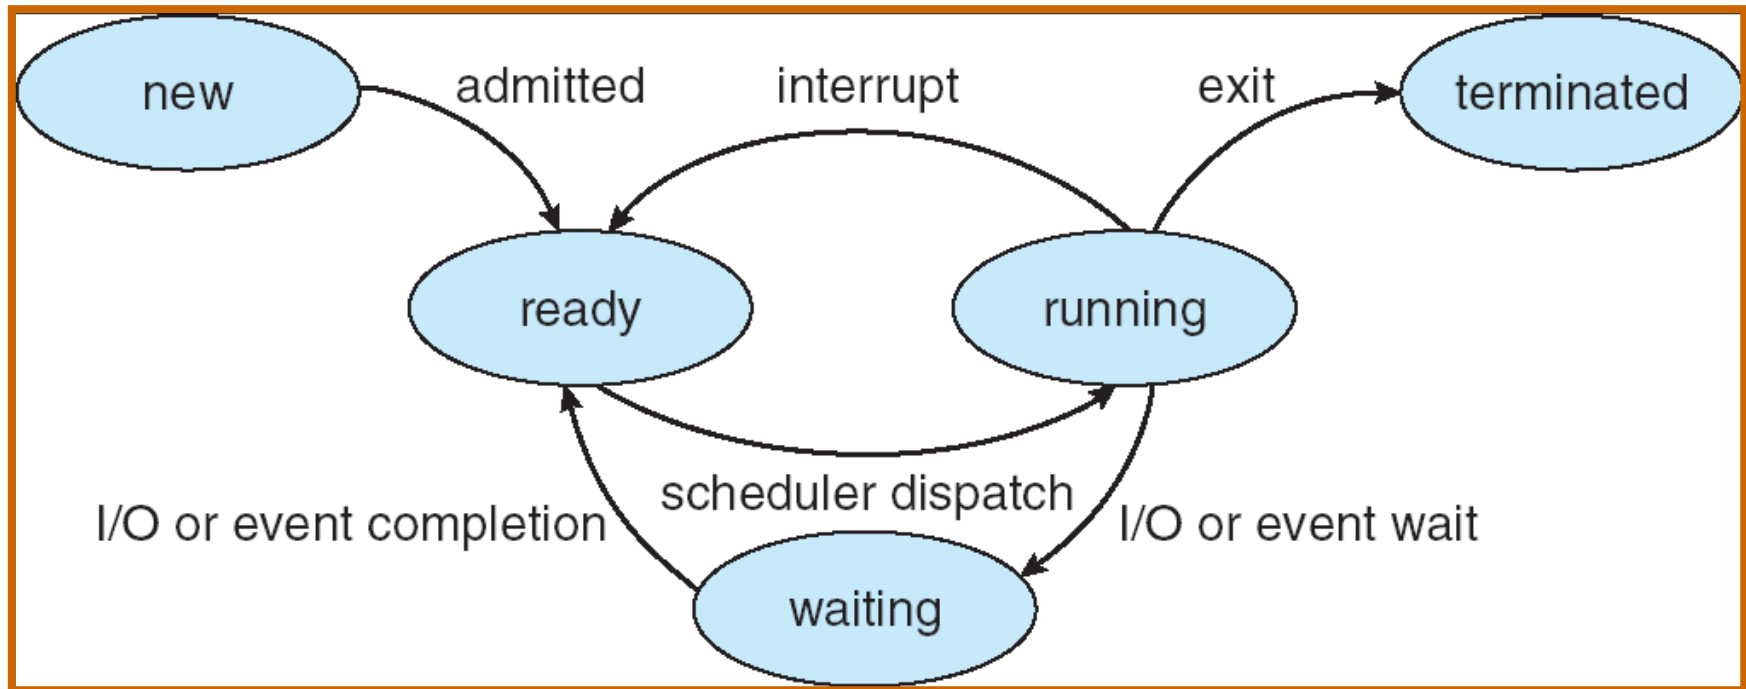 new
admitted
interrupt
exit
terminated
ready
running
scheduler dispatch
I/O or event completion
I/O or event wait
waiting